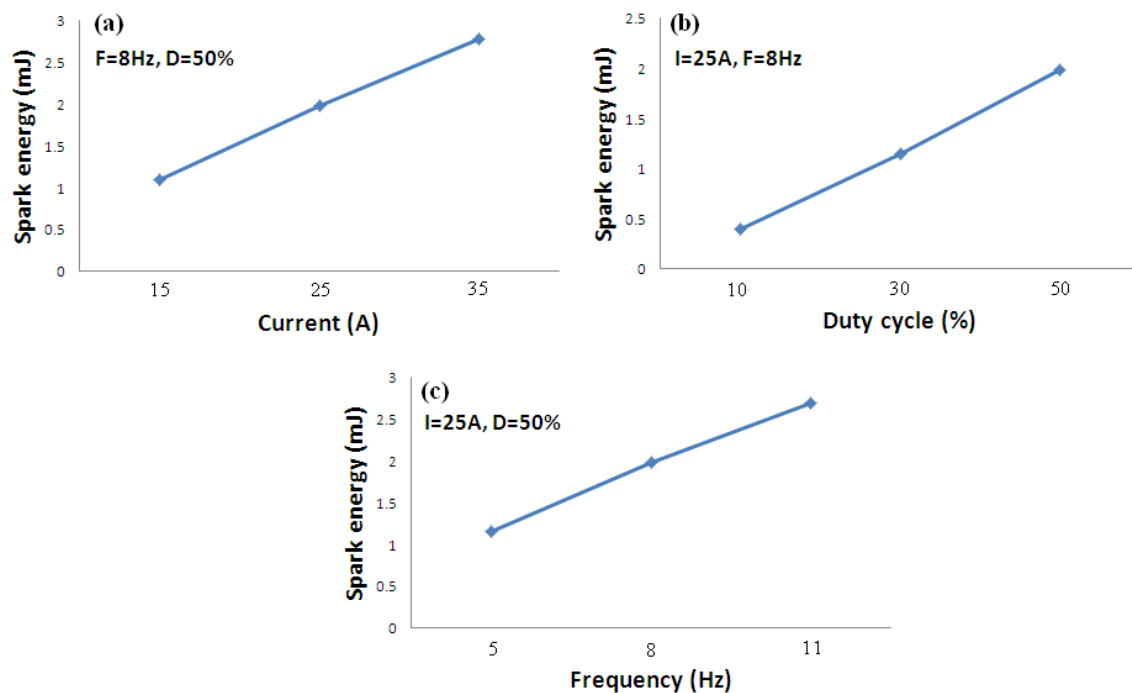 (a)
F=8Hz, D=50%
Spark energy (mJ)
3
2.5
2
1.5
1
0.5
0
15 25 35
Current (A)
(b)
I=25A, F=8Hz
Spark energy (mJ)
2.5
2
1.5
1
0.5
0
10 30 50
Duty cycle (%)
(c)
I=25A, D=50%
Spark energy (mJ)
3
2.5
2
1.5
1
0.5
0
5 8 11
Frequency (Hz)